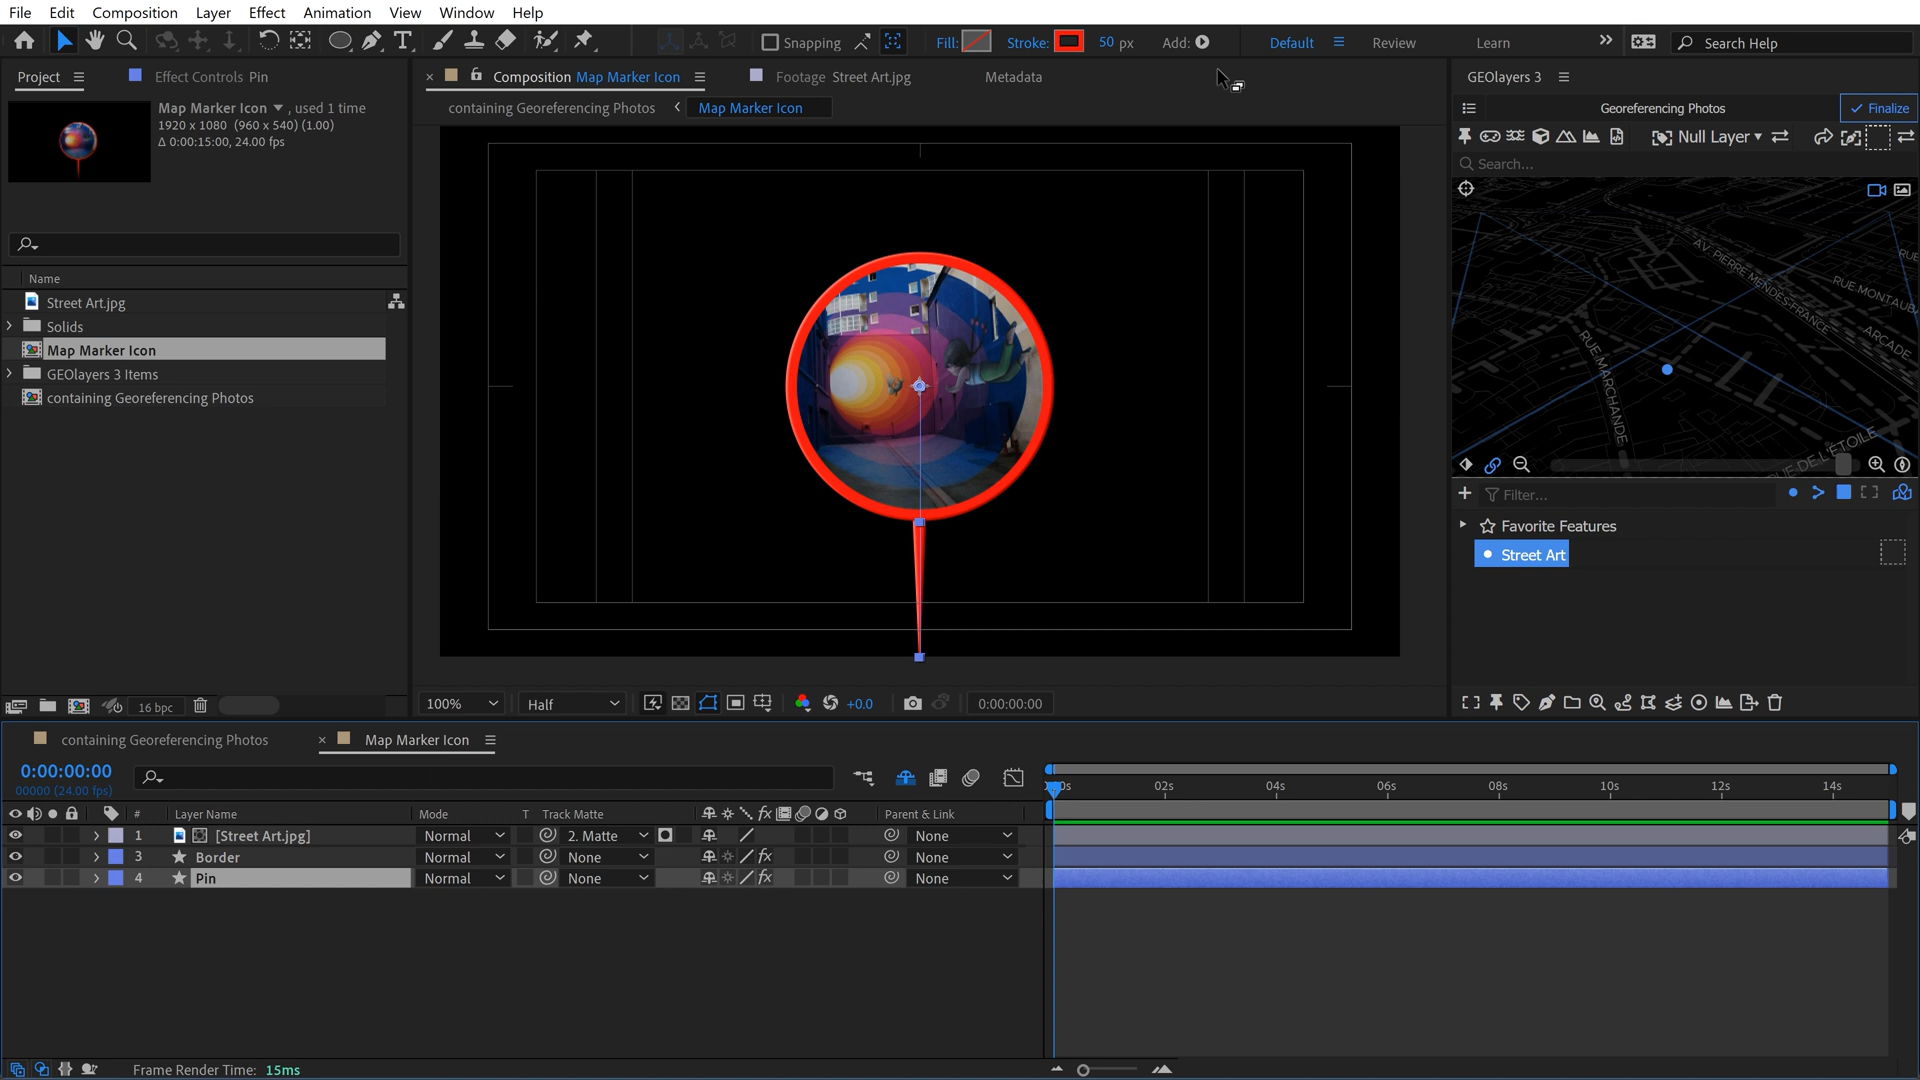 File Edit Composition Layer Effect Animation View Window Help
Snapping Fill: Stroke: 50 px Add: Default Review Learn Search Help
Project Effect Controls Pin Composition Map Marker Icon Footage Street Art.jpg Metadata GEOlayers 3
Map Marker Icon , used 1 time
1920 x 1080 (960 x 540) (1.00)
Δ 0:00:15:00, 24.00 fps
containing Georeferencing Photos Map Marker Icon
Georeferencing Photos Finalize
Null Layer
Search...
AV. PIERRE MENDES-FRANCE
RUE
RUE MONTAUB
ARCADE
RUE MARCHANDE
RUE DE L'ETOILE
Name
Street Art.jpg
Solids
Map Marker Icon
GEOlayers 3 Items
containing Georeferencing Photos
Filter...
Favorite Features
Street Art
16 bpc
100% Half +0.0 0:00:00:00
containing Georeferencing Photos Map Marker Icon
0:00:00:00
00000 (24.00 fps)
02s 04s 06s 08s 10s 12s 14s
# Layer Name Mode T Track Matte fx Parent & Link
1 [Street Art.jpg] Normal 2. Matte None
3 Border Normal None fx None
4 Pin Normal None fx None
Frame Render Time: 15ms